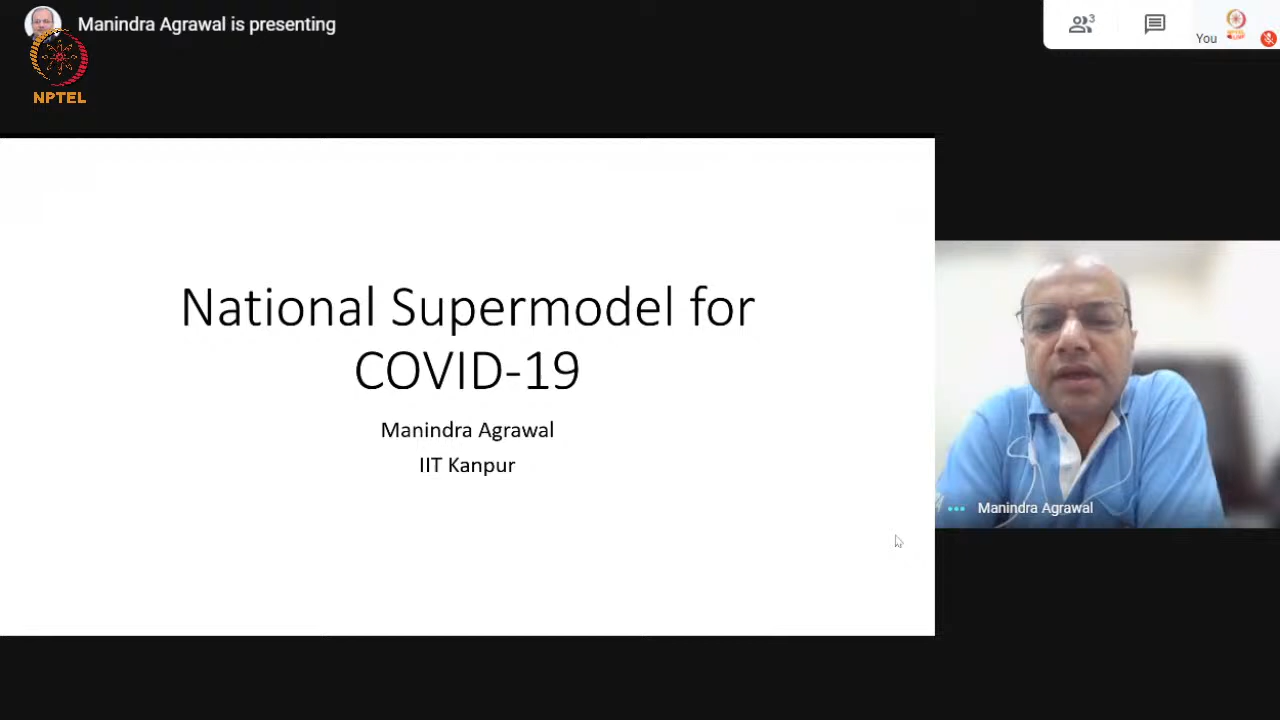 Manindra Agrawal is presenting
NPTEL
3
You
National Supermodel for
COVID-19
Manindra Agrawal
IIT Kanpur
Manindra Agrawal